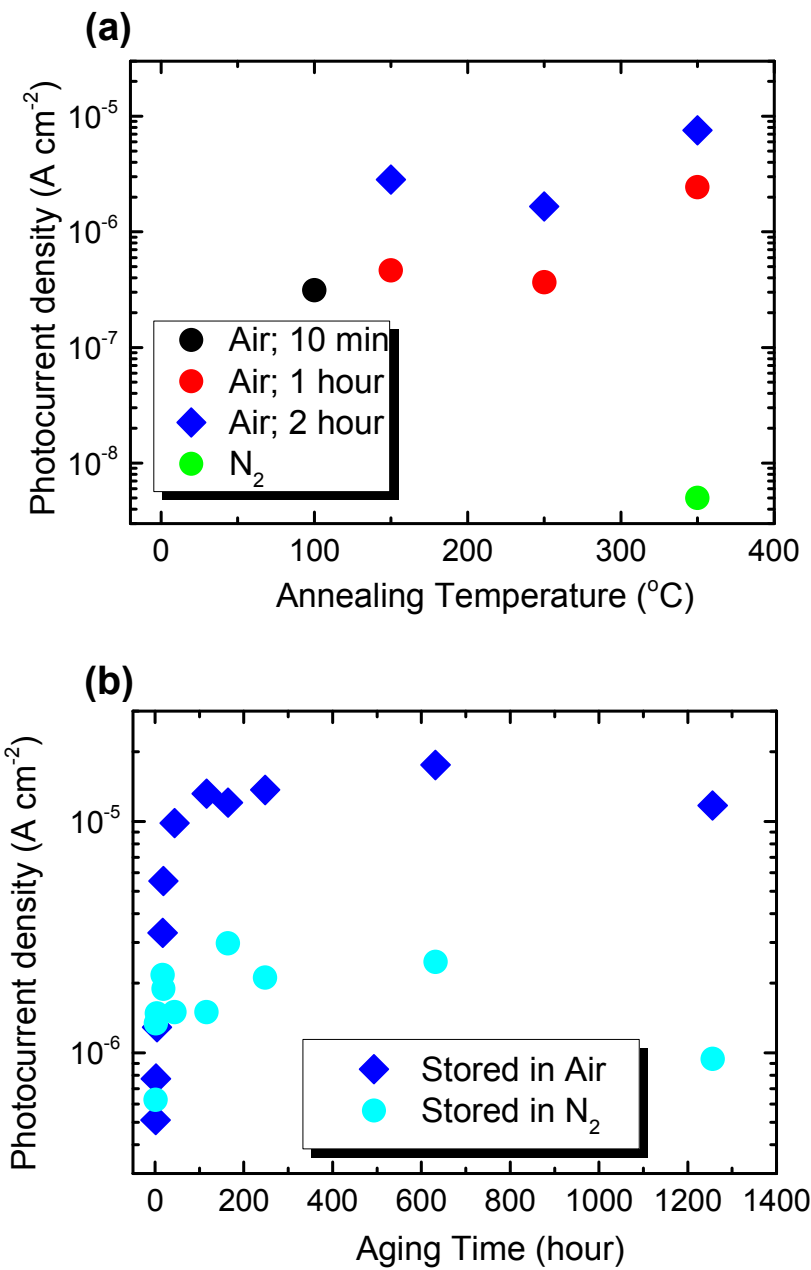 (a)
Photocurrent density (A cm⁻²)
10⁻⁵
10⁻⁶
10⁻⁷
10⁻⁸
Air; 10 min
Air; 1 hour
Air; 2 hour
N₂
0 100 200 300 400
Annealing Temperature (°C)
(b)
Photocurrent density (A cm⁻²)
10⁻⁵
10⁻⁶
Stored in Air
Stored in N₂
0 200 400 600 800 1000 1200 1400
Aging Time (hour)